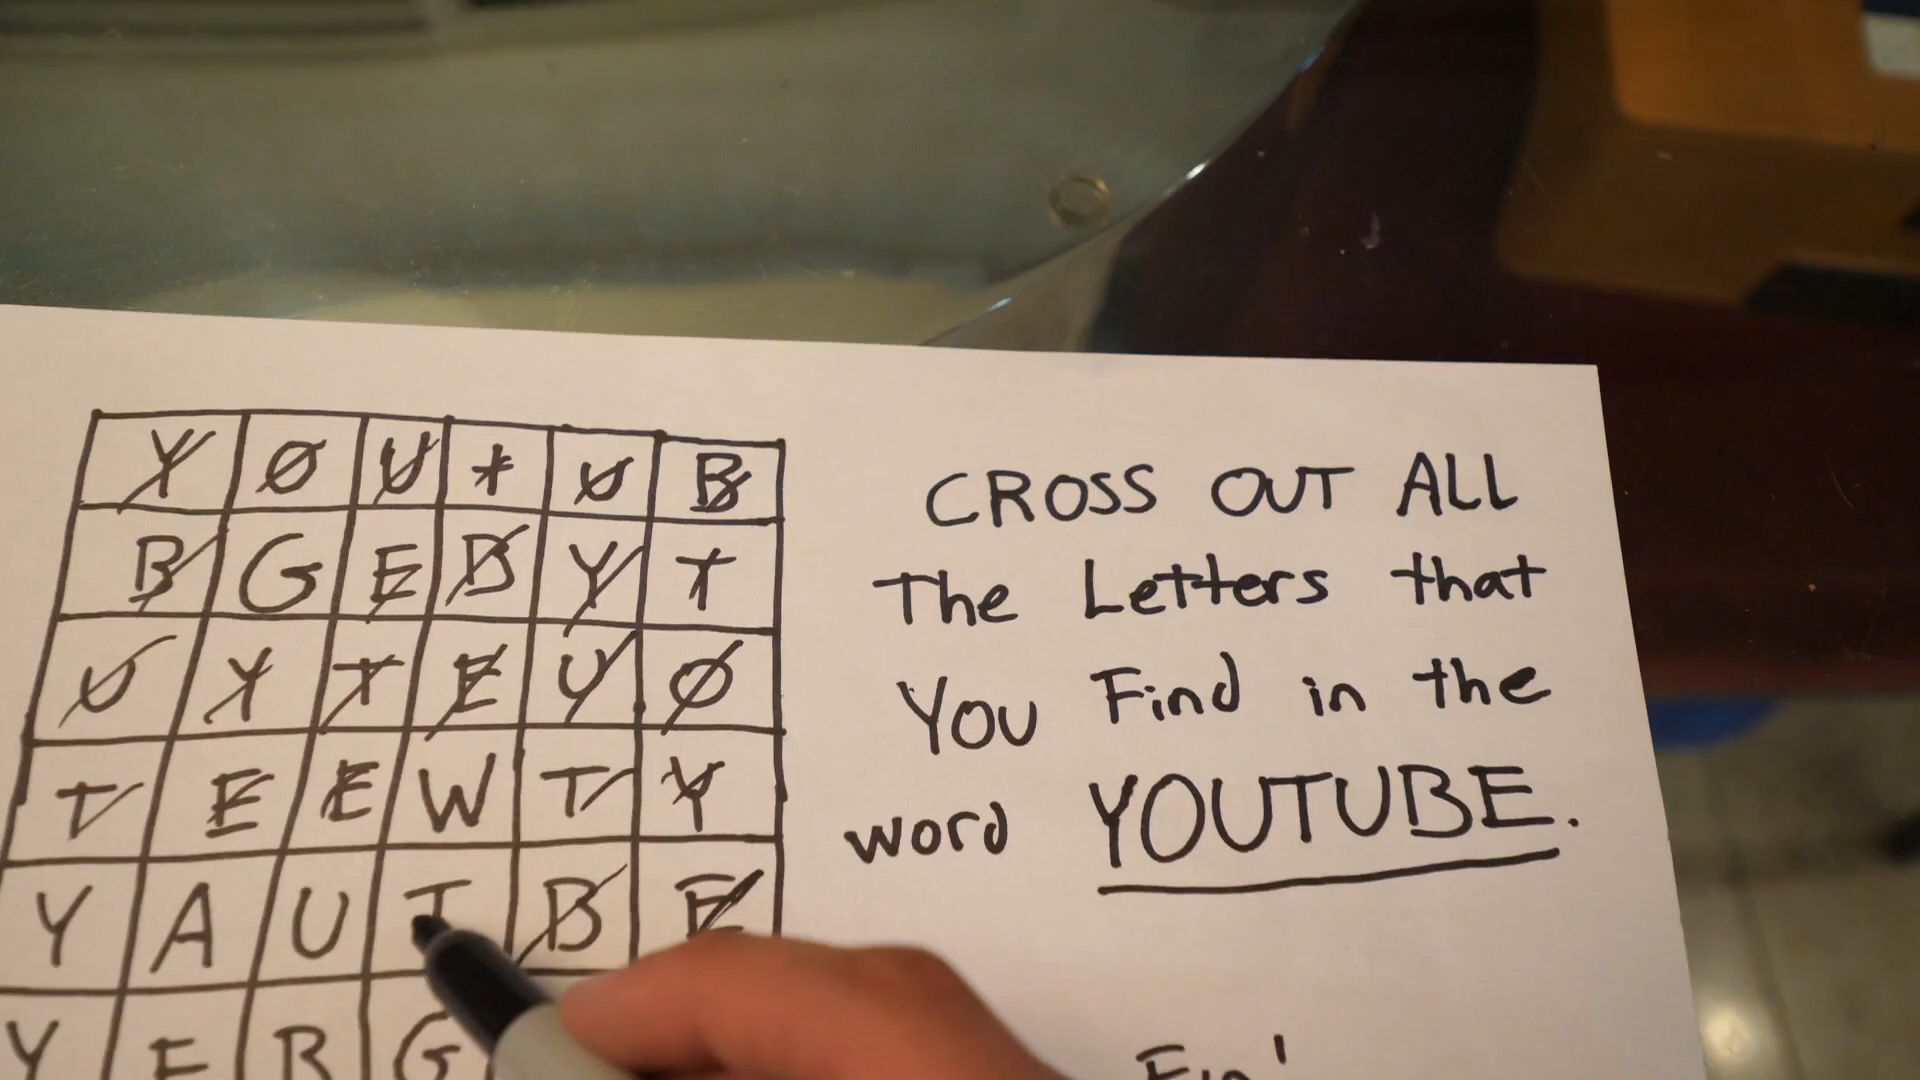 Y O U T U B
B G E B Y T
U Y T E U O
T E E W T Y
Y A U T B E
Y E B G
CROSS OUT ALL
The Letters that
You Find in the
word YOUTUBE.